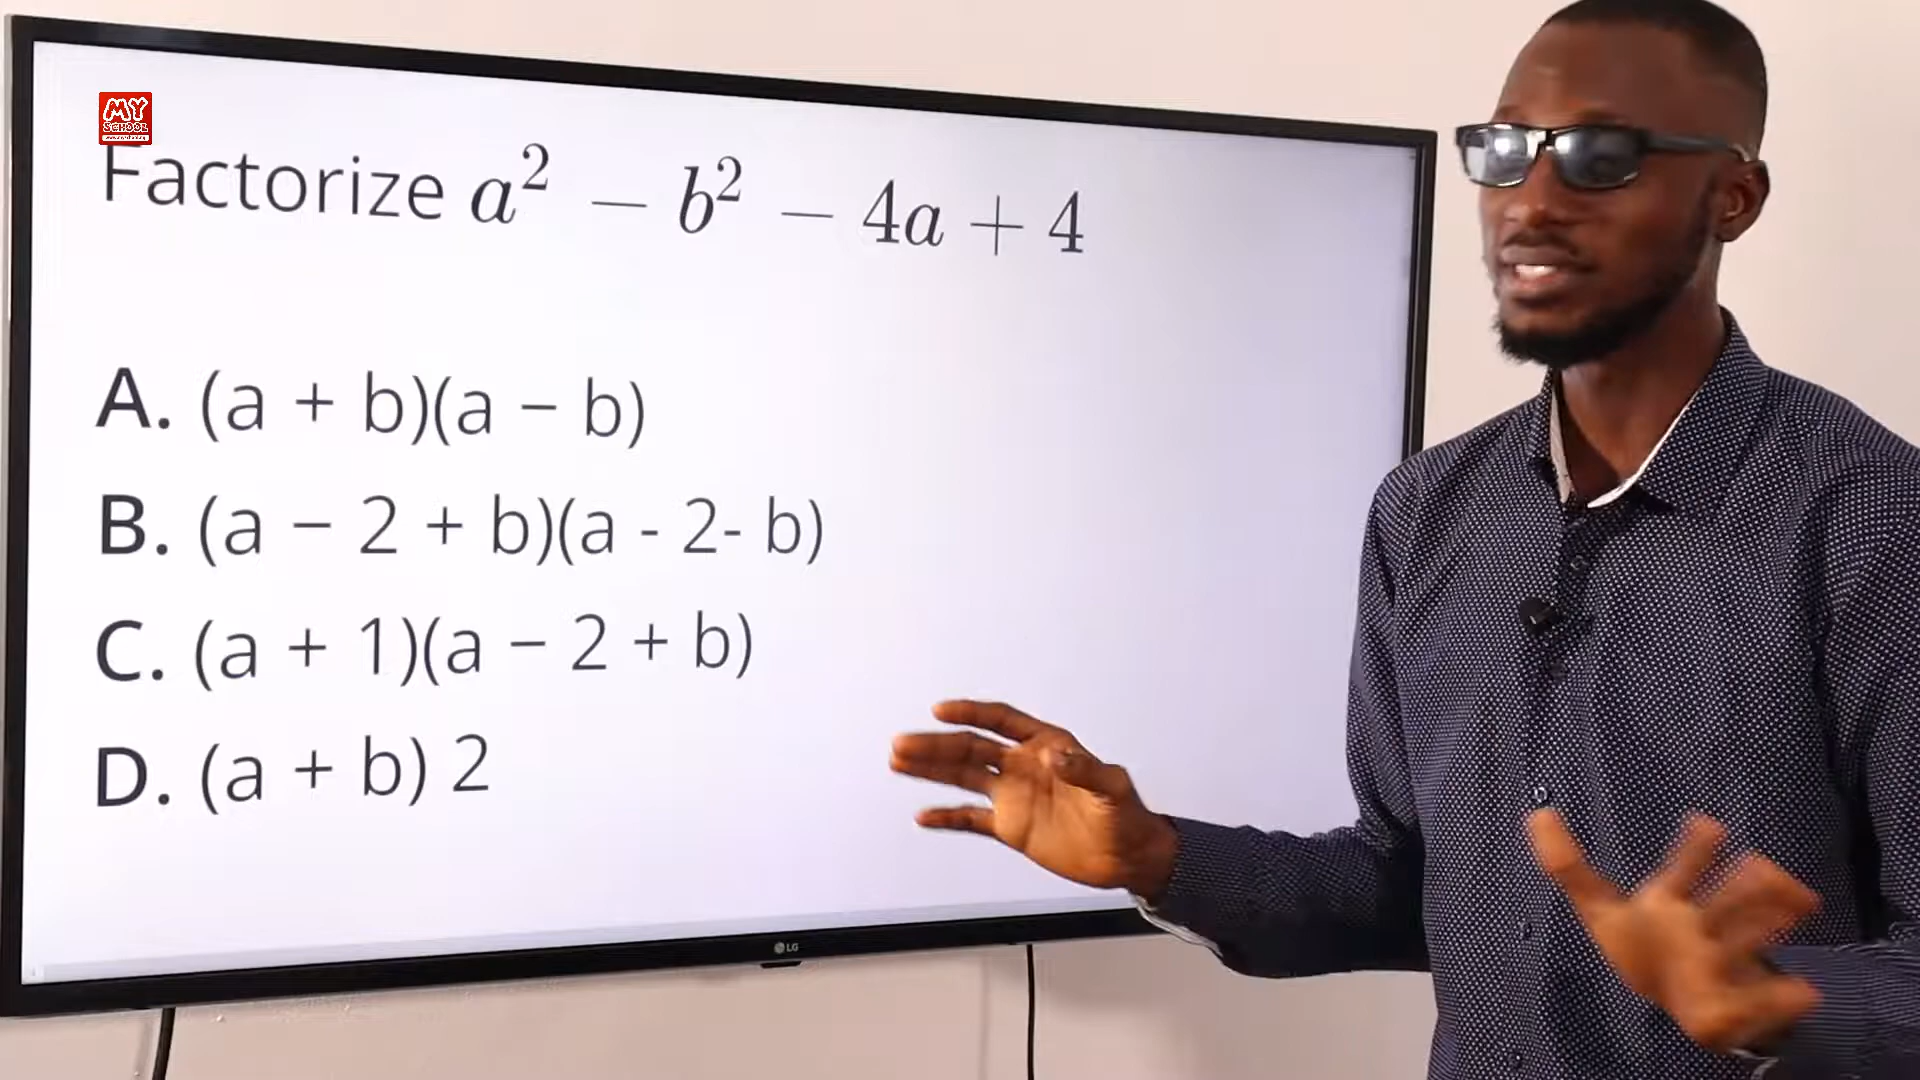 MY
SCHOOL
Factorize a² − b² − 4a + 4
A. (a + b)(a − b)
B. (a − 2 + b)(a - 2- b)
C. (a + 1)(a − 2 + b)
D. (a + b) 2
LG